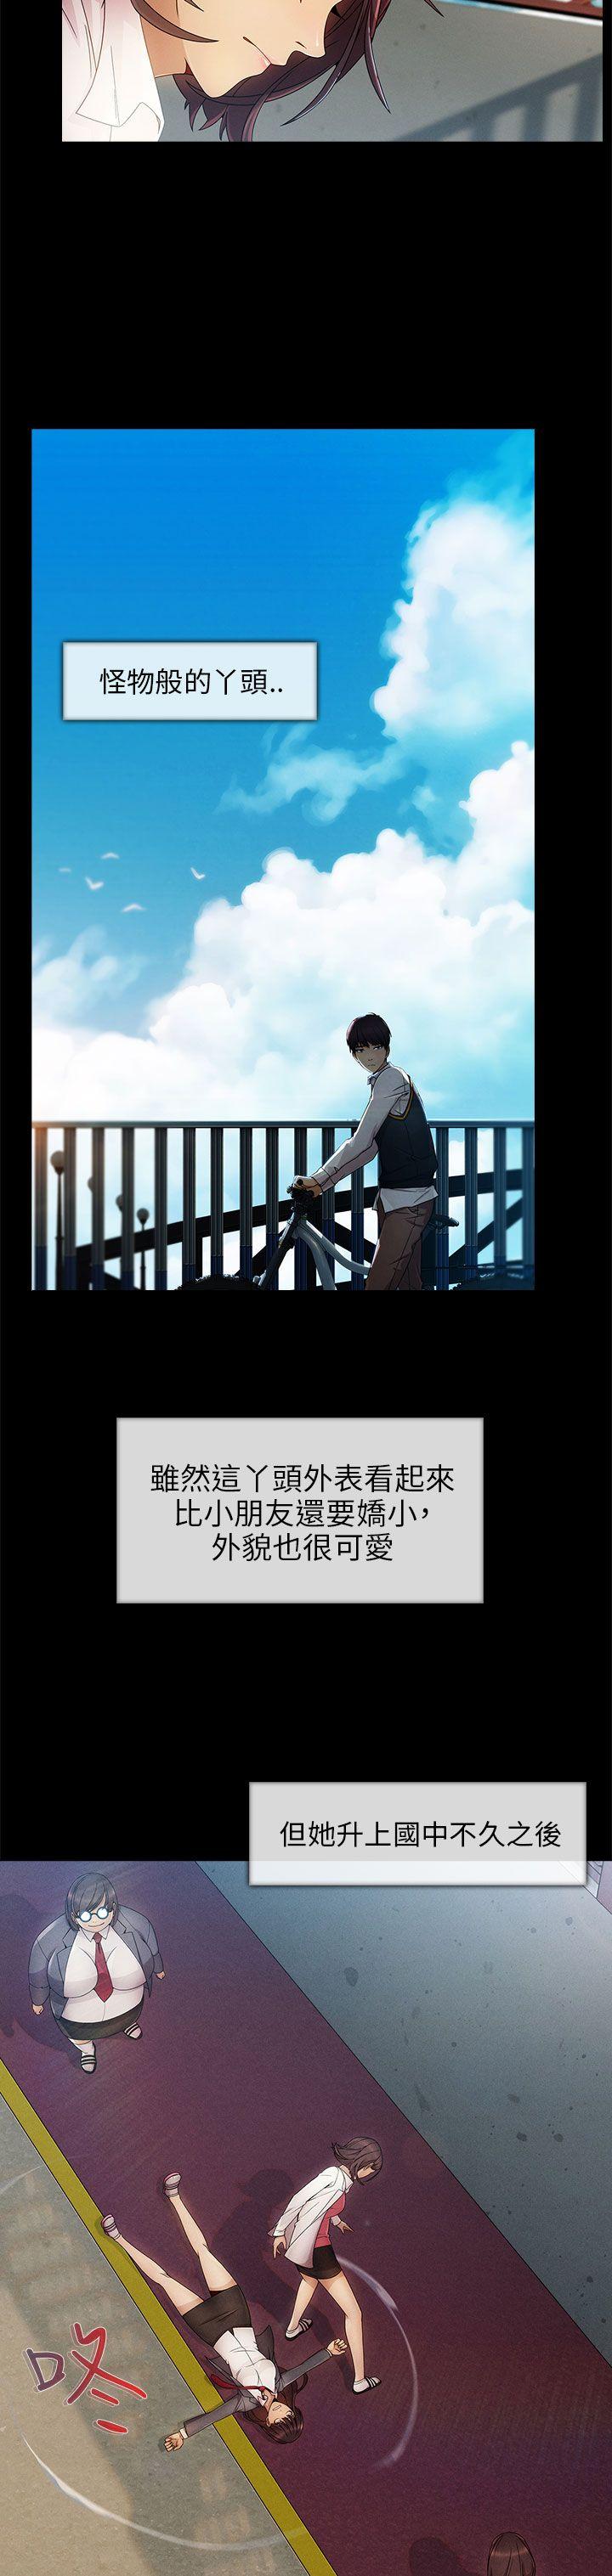 怪物般的丫頭..
雖然這丫頭外表看起來
比小朋友還要嬌小,
外貌也很可愛
但她升上國中不久之後
咚